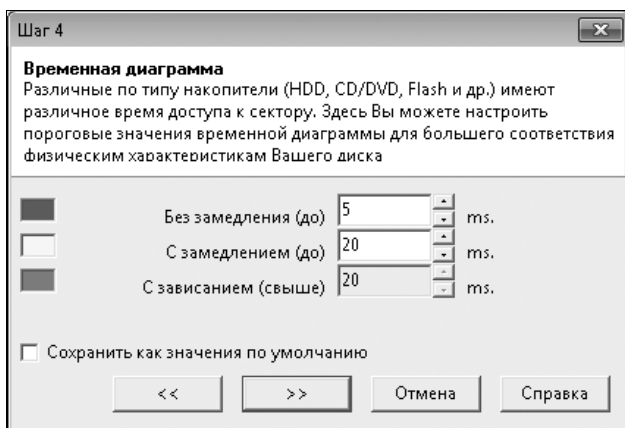 Шаг 4
Временная диаграмма
Различные по типу накопители (HDD, CD/DVD, Flash и др.) имеют
различное время доступа к сектору. Здесь Вы можете настроить
пороговые значения временной диаграммы для большего соответствия
физическим характеристикам Вашего диска
Без замедления (до) 5 ms.
С замедлением (до) 20 ms.
С зависанием (свыше) 20 ms.
Сохранить как значения по умолчанию
<< >> Отмена Справка